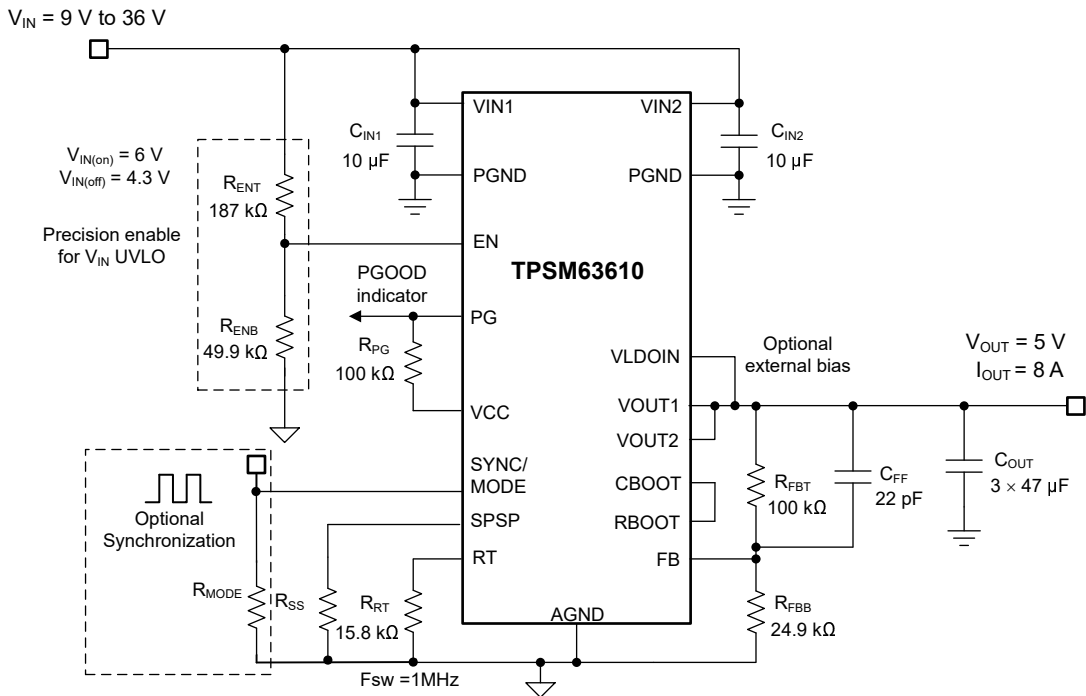 V_IN = 9 V to 36 V
VIN1
VIN2
C_IN1
10 µF
C_IN2
10 µF
PGND
PGND
V_IN(on) = 6 V
V_IN(off) = 4.3 V
R_ENT
187 kΩ
Precision enable
for V_IN UVLO
EN
TPSM63610
PGOOD
indicator
PG
R_ENB
49.9 kΩ
R_PG
100 kΩ
VCC
Optional
external bias
VLDOIN
V_OUT = 5 V
I_OUT = 8 A
VOUT1
VOUT2
SYNC/
MODE
CBOOT
RBOOT
R_FBT
100 kΩ
C_FF
22 pF
C_OUT
3 × 47 µF
Optional
Synchronization
SPSP
RT
FB
R_MODE
R_SS
R_RT
15.8 kΩ
AGND
R_FBB
24.9 kΩ
Fsw =1MHz